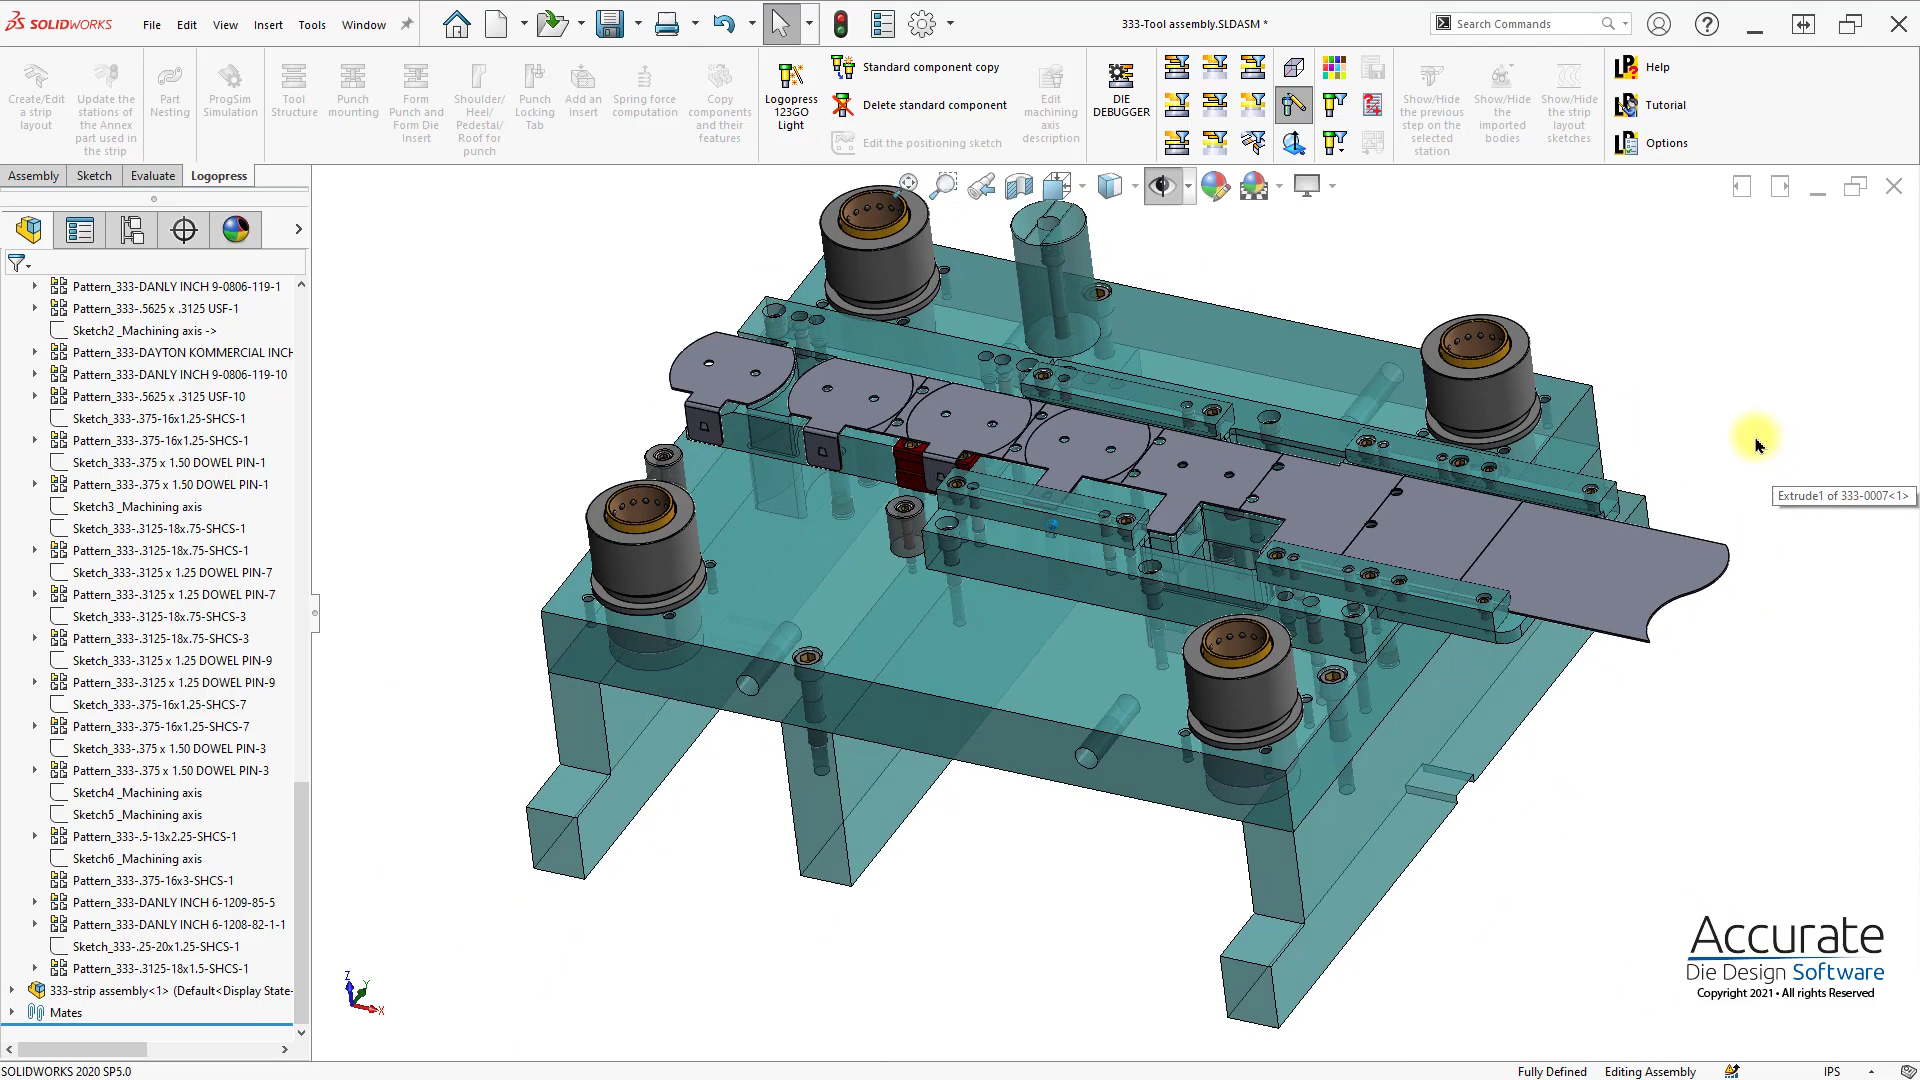 SOLIDWORKS
File
Edit
View
Insert
Tools
Window
333-Tool assembly.SLDASM *
Search Commands
Create/Edit
a strip
layout
Update the
stations of
the Annex
part used in
the strip
Part
Nesting
ProgSim
Simulation
Tool
Structure
Punch
mounting
Form
Punch and
Form Die
Insert
Shoulder/
Heel/
Pedestal/
Roof for
punch
Punch
Locking
Tab
Add an
insert
Spring force
computation
Copy
components
and their
features
Logopress
123GO
Light
Standard component copy
Delete standard component
Edit the positioning sketch
Edit
machining
axis
description
DIE
DEBUGGER
Show/Hide
the previous
step on the
selected
station
Show/Hide
the
imported
bodies
Show/Hide
the strip
layout
sketches
Help
Tutorial
Options
Assembly
Sketch
Evaluate
Logopress
Pattern_333-DANLY INCH 9-0806-119-1
Pattern_333-.5625 x .3125 USF-1
Sketch2 _Machining axis ->
Pattern_333-DAYTON KOMMERCIAL INCH
Pattern_333-DANLY INCH 9-0806-119-10
Pattern_333-.5625 x .3125 USF-10
Sketch_333-.375-16x1.25-SHCS-1
Pattern_333-.375-16x1.25-SHCS-1
Sketch_333-.375 x 1.50 DOWEL PIN-1
Pattern_333-.375 x 1.50 DOWEL PIN-1
Sketch3 _Machining axis
Sketch_333-.3125-18x.75-SHCS-1
Pattern_333-.3125-18x.75-SHCS-1
Sketch_333-.3125 x 1.25 DOWEL PIN-7
Pattern_333-.3125 x 1.25 DOWEL PIN-7
Sketch_333-.3125-18x.75-SHCS-3
Pattern_333-.3125-18x.75-SHCS-3
Sketch_333-.3125 x 1.25 DOWEL PIN-9
Pattern_333-.3125 x 1.25 DOWEL PIN-9
Sketch_333-.375-16x1.25-SHCS-7
Pattern_333-.375-16x1.25-SHCS-7
Sketch_333-.375 x 1.50 DOWEL PIN-3
Pattern_333-.375 x 1.50 DOWEL PIN-3
Sketch4 _Machining axis
Sketch5 _Machining axis
Pattern_333-.5-13x2.25-SHCS-1
Sketch6 _Machining axis
Pattern_333-.375-16x3-SHCS-1
Pattern_333-DANLY INCH 6-1209-85-5
Pattern_333-DANLY INCH 6-1208-82-1-1
Sketch_333-.25-20x1.25-SHCS-1
Pattern_333-.3125-18x1.5-SHCS-1
333-strip assembly<1> (Default<Display State-
Mates
Extrude1 of 333-0007<1>
Z
Y
X
Accurate
Die Design Software
Copyright 2021 • All rights Reserved
SOLIDWORKS 2020 SP5.0
Fully Defined
Editing Assembly
IPS